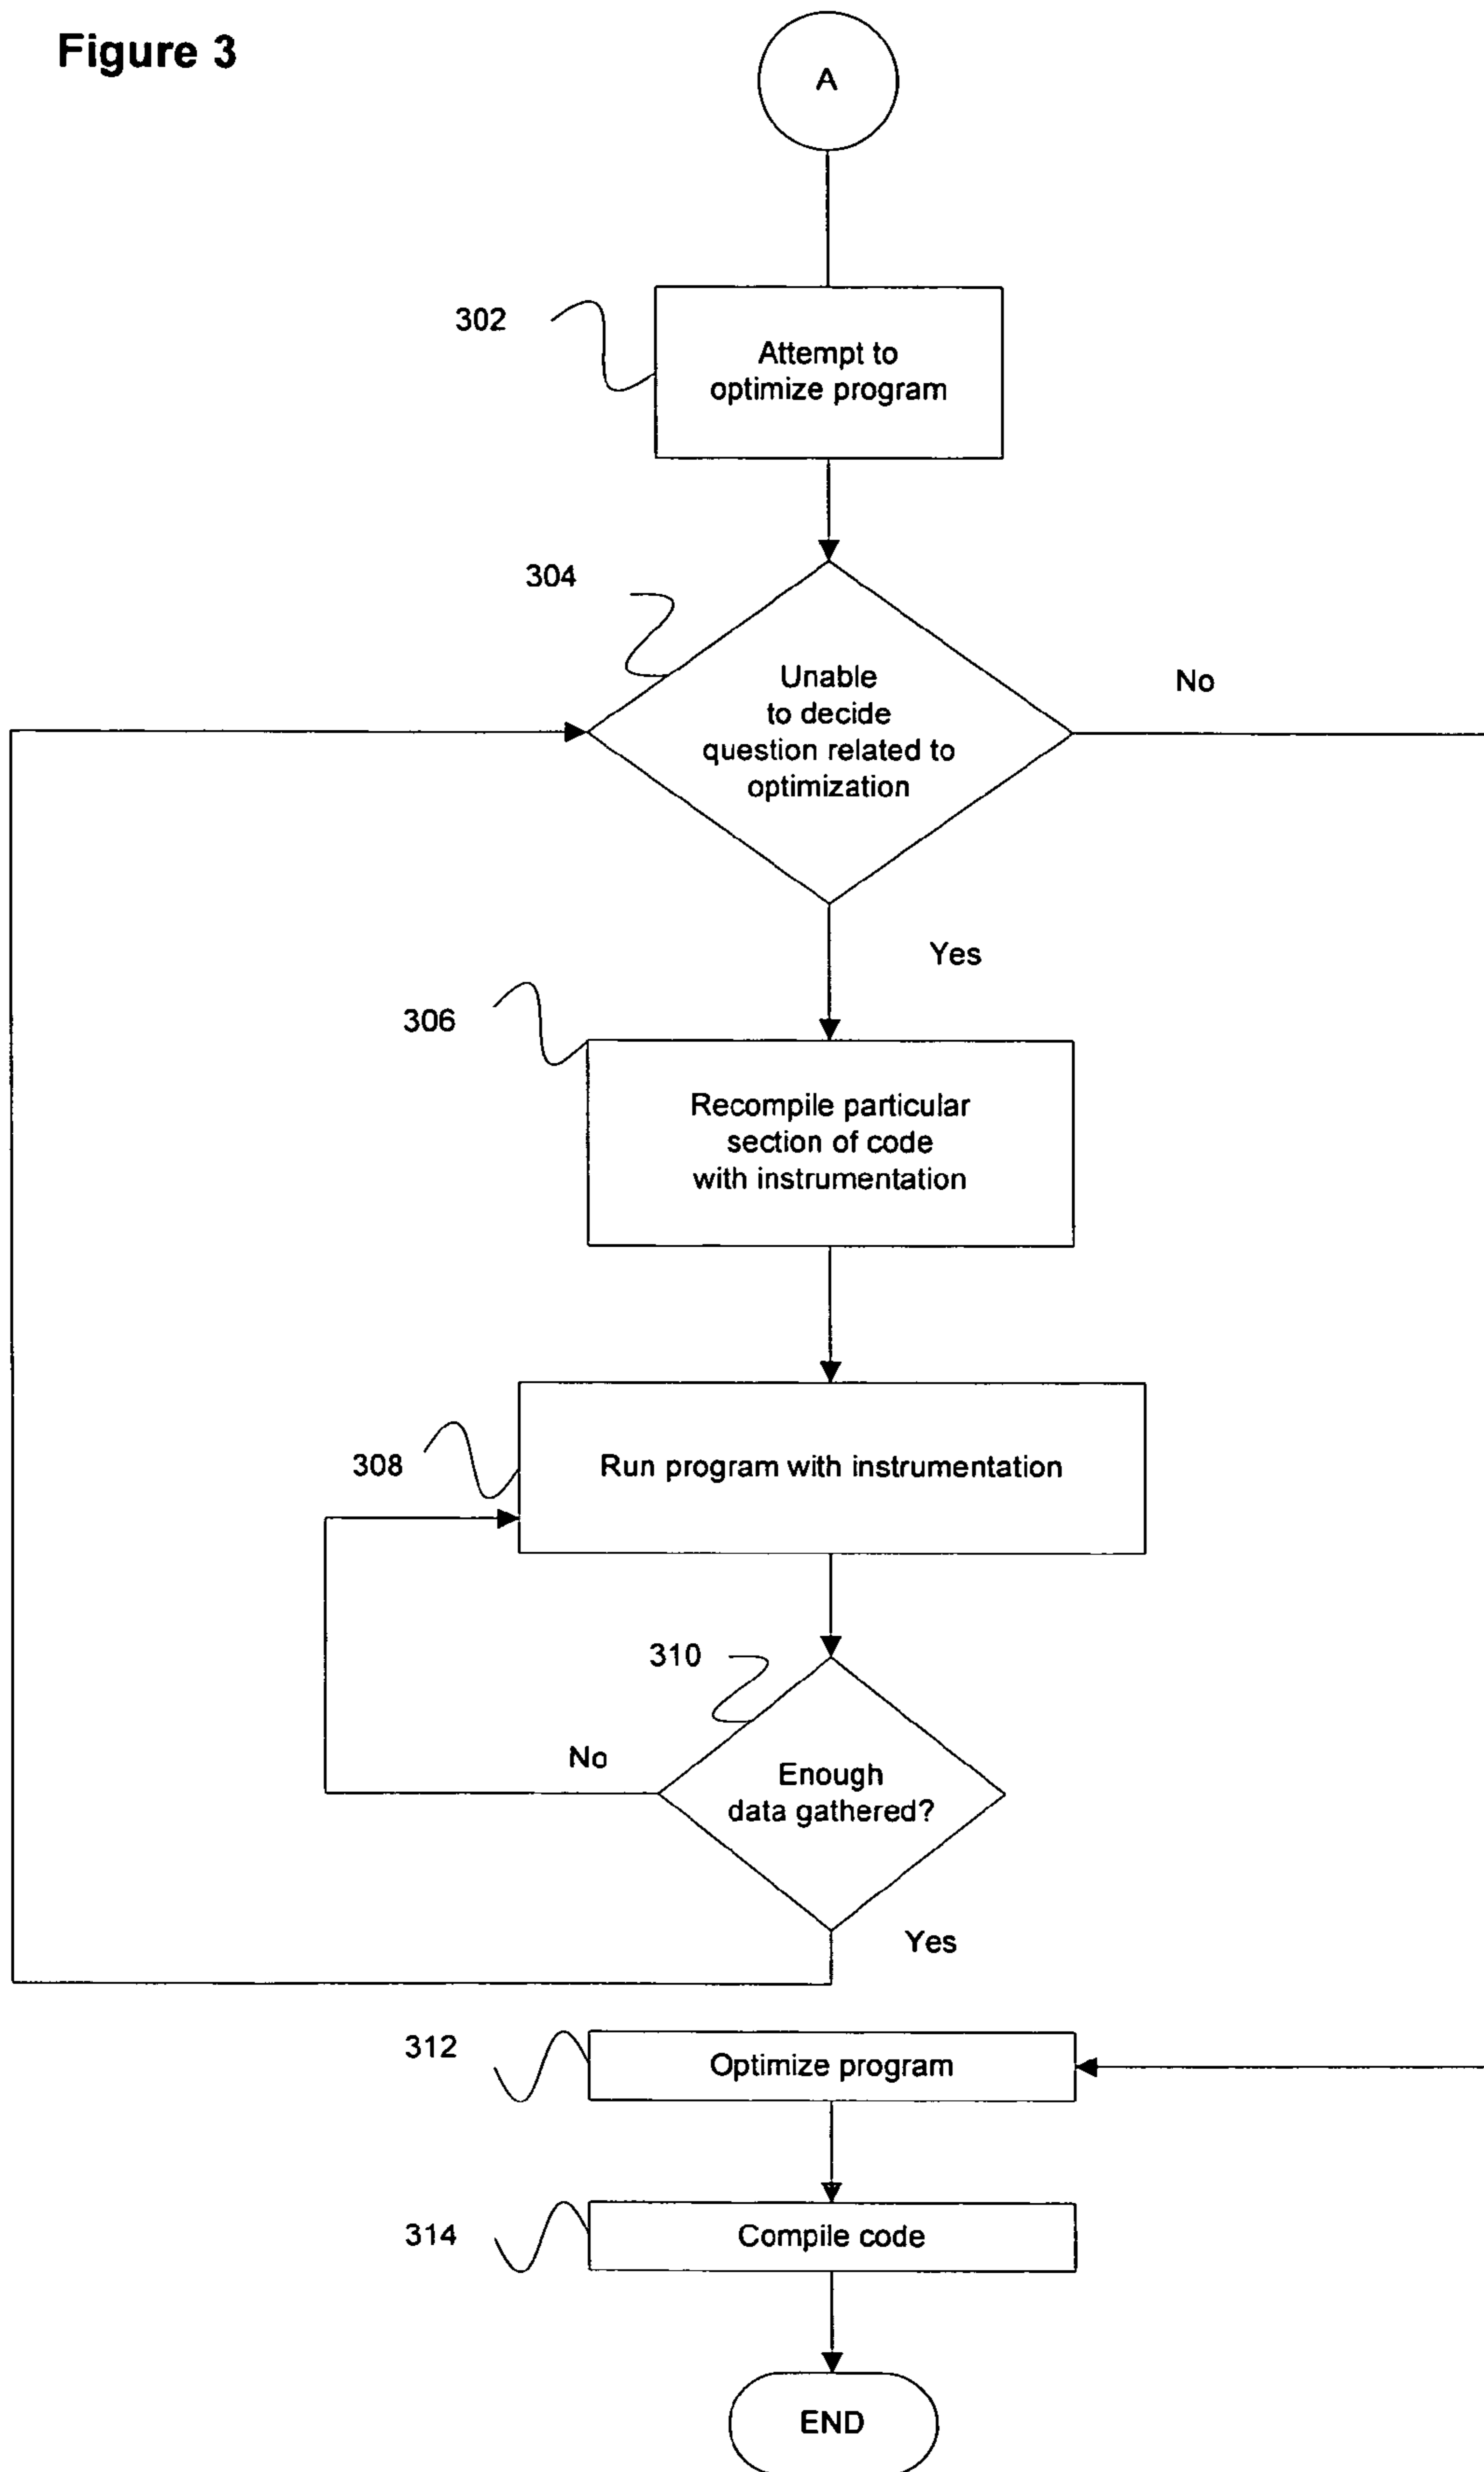 Figure 3
A
302
Attempt to
optimize program
304
Unable
to decide
question related to
optimization
No
Yes
306
Recompile particular
section of code
with instrumentation
308
Run program with instrumentation
310
No
Enough
data gathered?
Yes
312
Optimize program
314
Compile code
END